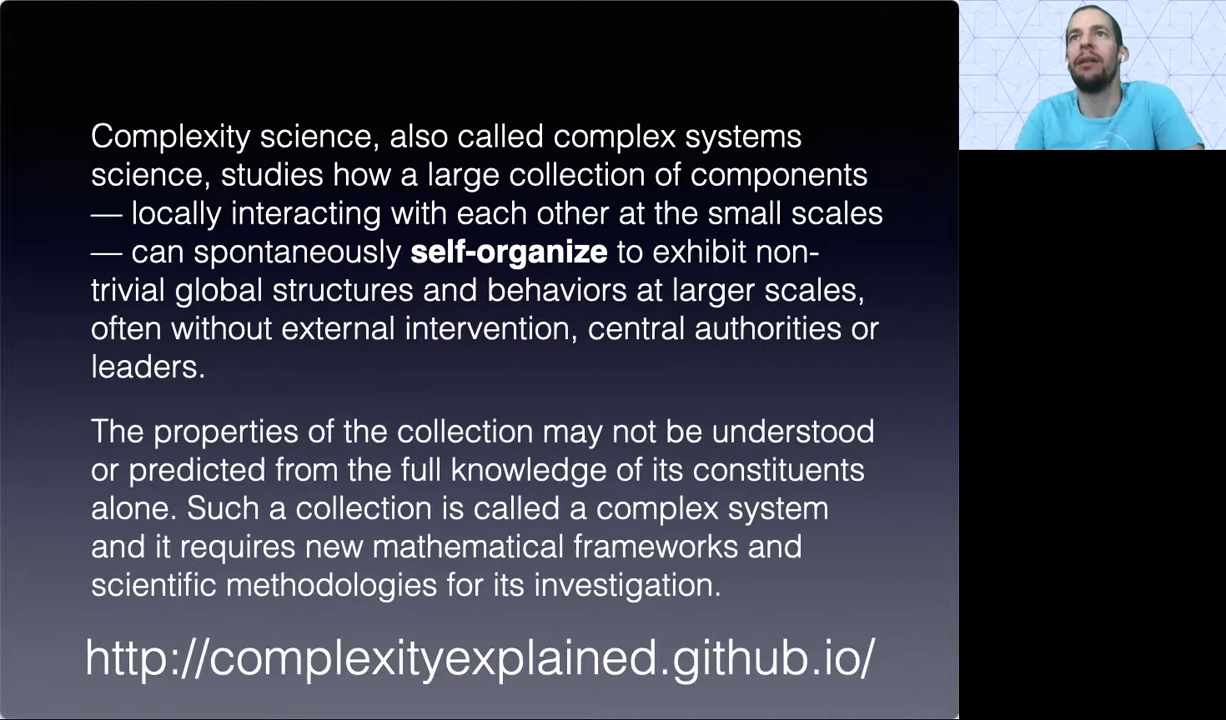 Complexity science, also called complex systems
science, studies how a large collection of components
— locally interacting with each other at the small scales
— can spontaneously self-organize to exhibit non-
trivial global structures and behaviors at larger scales,
often without external intervention, central authorities or
leaders.
The properties of the collection may not be understood
or predicted from the full knowledge of its constituents
alone. Such a collection is called a complex system
and it requires new mathematical frameworks and
scientific methodologies for its investigation.
http://complexityexplained.github.io/